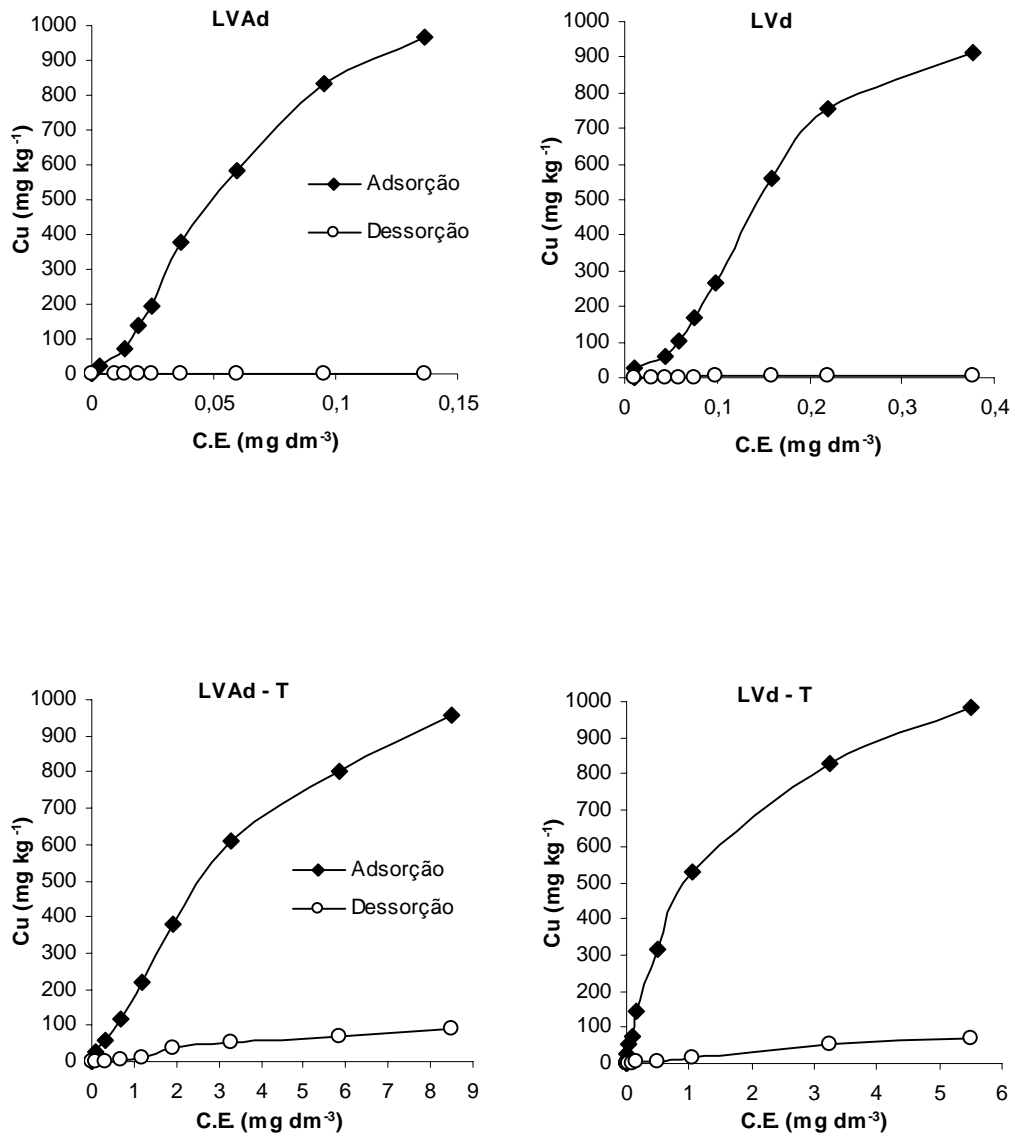 LVAd
1000
900
800
700
600
500
400
300
200
100
0
Cu (mg kg⁻¹)
Adsorção
Dessorção
0 0,05 0,1 0,15
C.E. (mg dm⁻³)
LVd
1000
900
800
700
600
500
400
300
200
100
0
Cu (mg kg⁻¹)
0 0,1 0,2 0,3 0,4
C.E. (mg dm⁻³)
LVAd - T
1000
900
800
700
600
500
400
300
200
100
0
Cu (mg kg⁻¹)
Adsorção
Dessorção
0 1 2 3 4 5 6 7 8 9
C.E. (mg dm⁻³)
LVd - T
1000
900
800
700
600
500
400
300
200
100
0
Cu (mg kg⁻¹)
0 1 2 3 4 5 6
C.E. (mg dm⁻³)